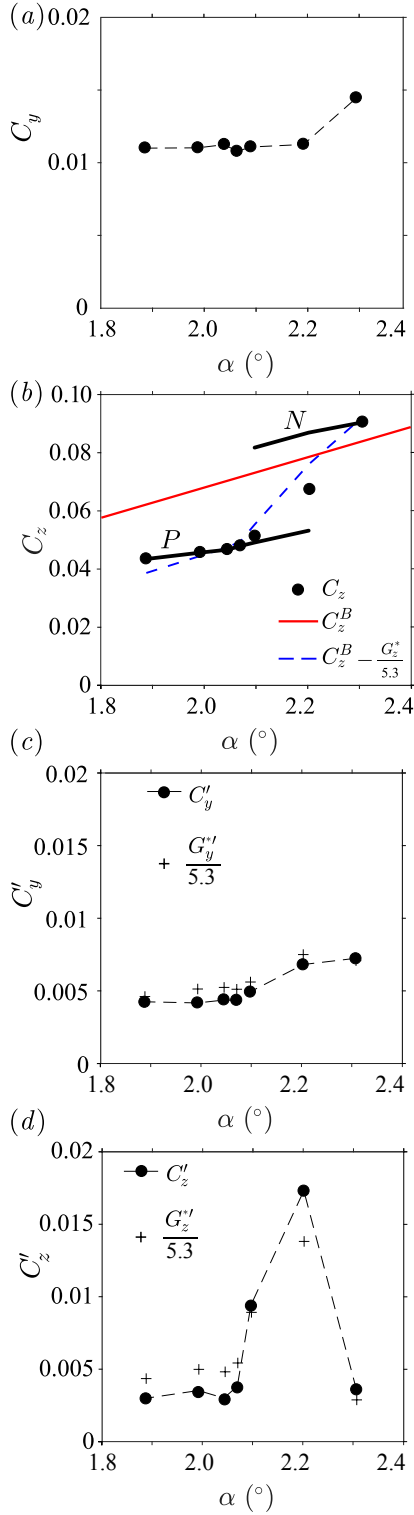 (a)
0.02
0.01
0
C_y
1.8 2.0 2.2 2.4
α (°)
(b)
0.10
0.08
0.06
0.04
0.02
0
C_z
N
P
C_z
C_z^B
C_z^B − G_z^*/5.3
1.8 2.0 2.2 2.4
α (°)
(c)
0.02
0.015
0.01
0.005
0
C′_y
C′_y
G_y^*′/5.3
1.8 2.0 2.2 2.4
α (°)
(d)
0.02
0.015
0.01
0.005
0
C′_z
C′_z
G_z^*′/5.3
1.8 2.0 2.2 2.4
α (°)